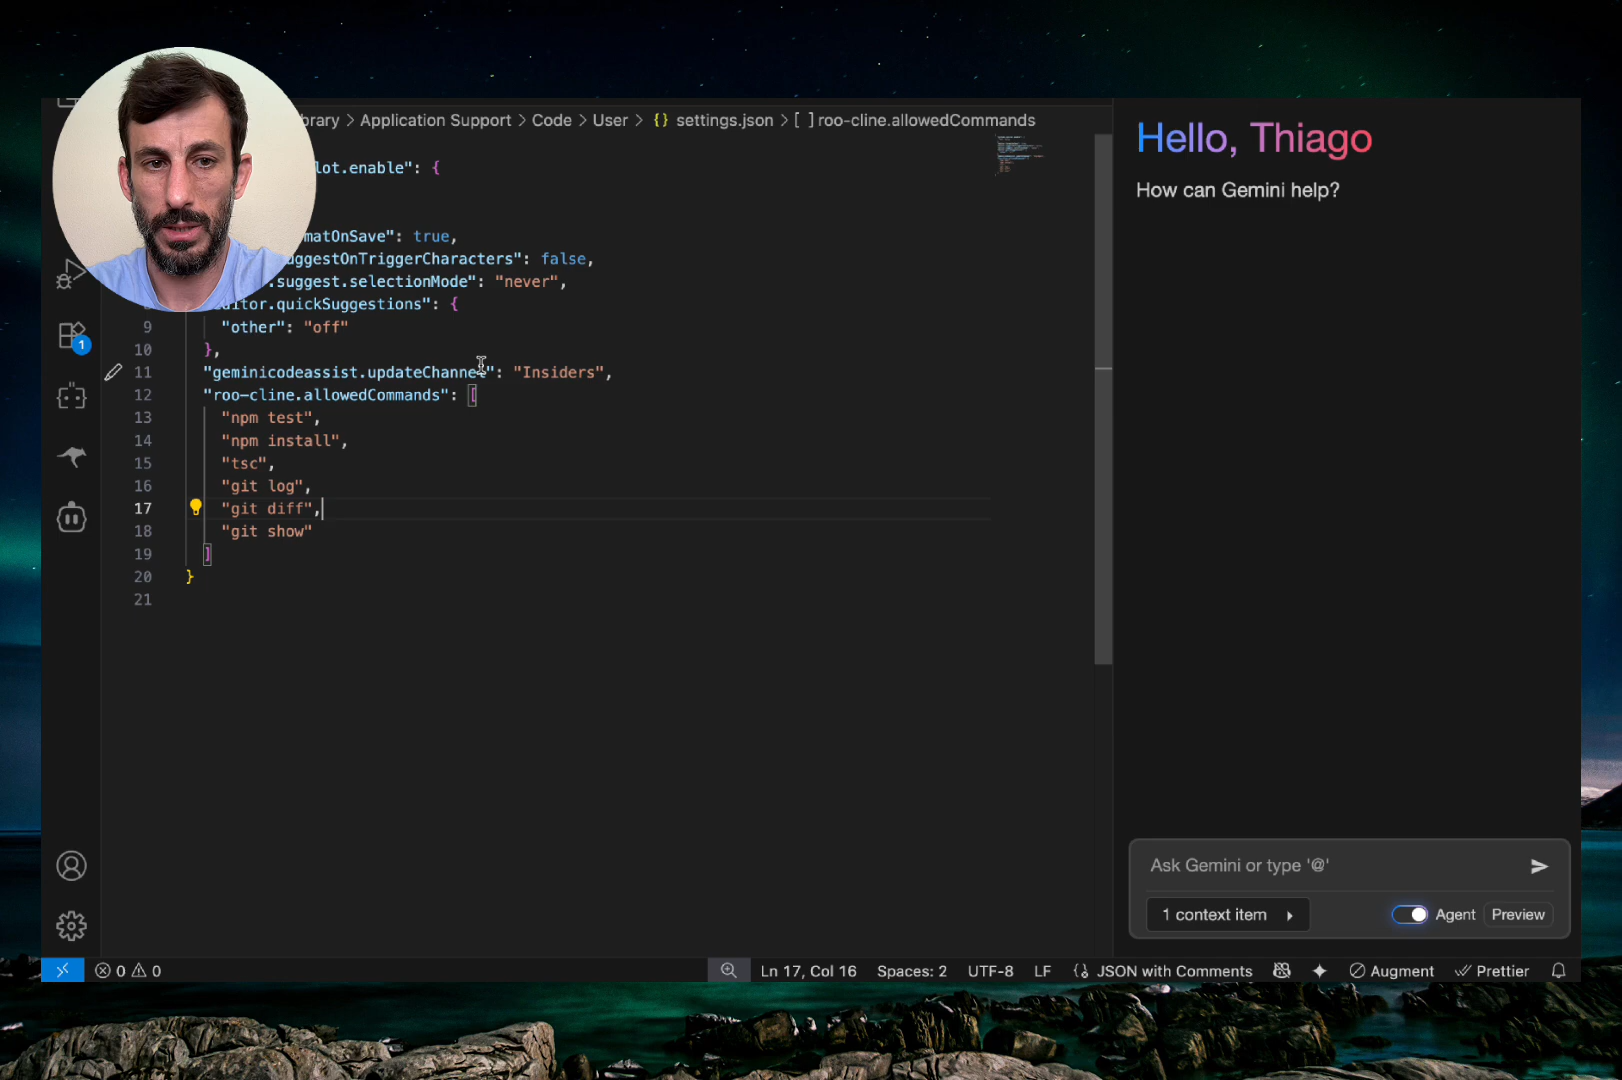 brary > Application Support > Code > User > {} settings.json > [ ] roo-cline.allowedCommands
lot.enable": {
matOnSave": true,
uggestOnTriggerCharacters": false,
.suggest.selectionMode": "never",
ditor.quickSuggestions": {
9 "other": "off"
10 },
11 "geminicodeassist.updateChannel": "Insiders",
12 "roo-cline.allowedCommands": [
13 "npm test",
14 "npm install",
15 "tsc",
16 "git log",
17 "git diff",
18 "git show"
19 ]
20 }
21
1
Hello, Thiago
How can Gemini help?
Ask Gemini or type '@'
1 context item
Agent Preview
0 0
Ln 17, Col 16 Spaces: 2 UTF-8 LF {} JSON with Comments Augment Prettier